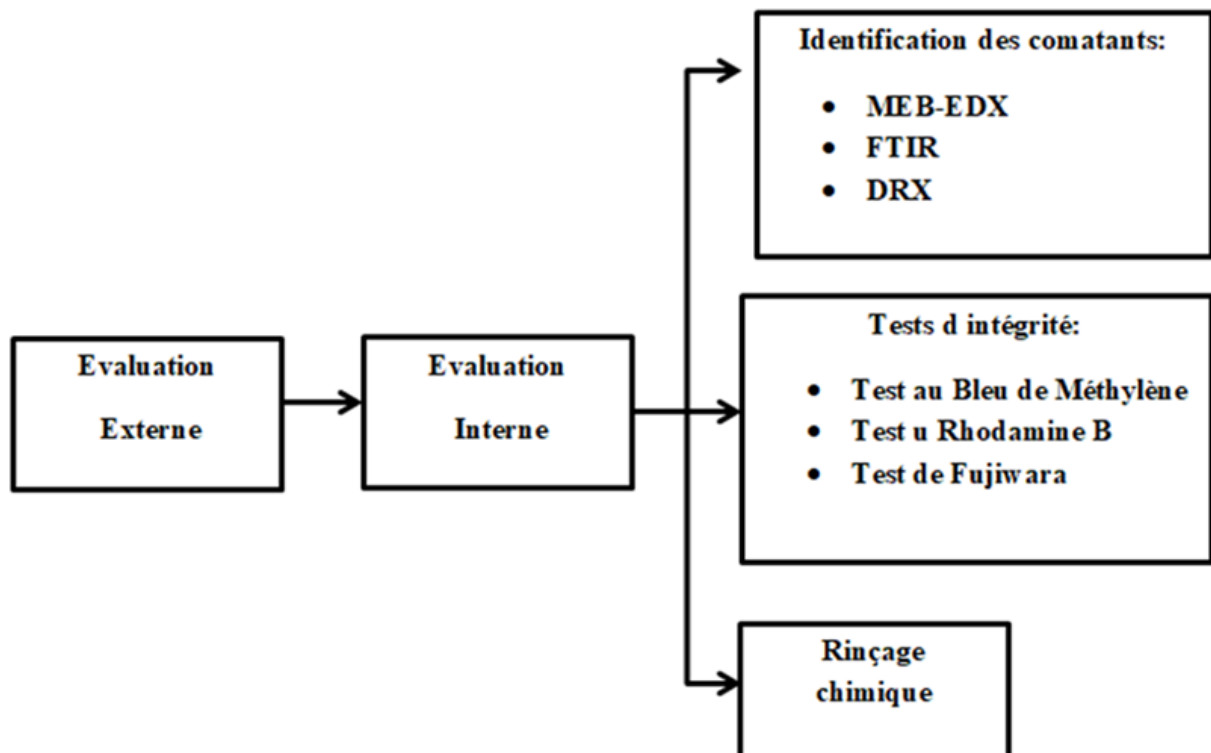 Evaluation
Externe
Evaluation
Interne
Identification des comatants:
• MEB-EDX
• FTIR
• DRX
Tests d intégrité:
• Test au Bleu de Méthylène
• Test u Rhodamine B
• Test de Fujiwara
Rinçage
chimique